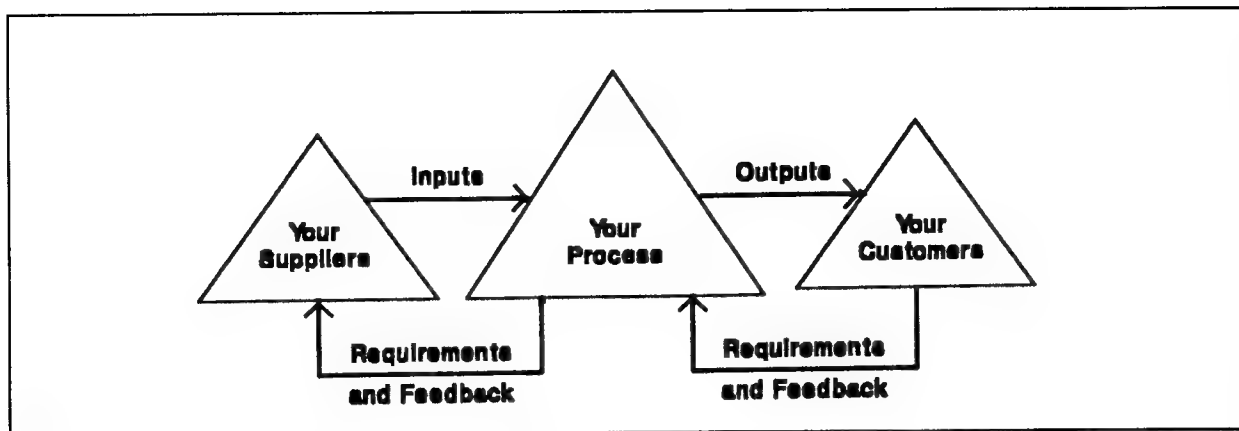 Inputs
Outputs
Your
Suppliers
Your
Process
Your
Customers
Requirements
and Feedback
Requirements
and Feedback